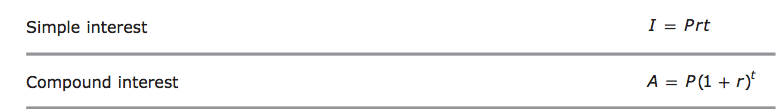 Simple interest I = Prt
Compound interest A = P(1 + r)^t